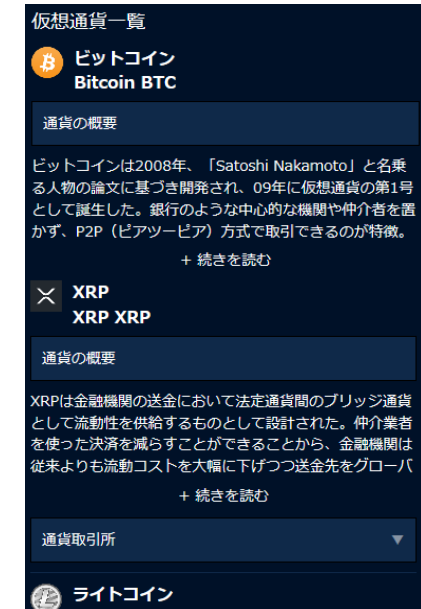 仮想通貨一覧
ビットコイン
Bitcoin BTC
通貨の概要
ビットコインは2008年、「Satoshi Nakamoto」と名乗
る人物の論文に基づき開発され、09年に仮想通貨の第1号
として誕生した。銀行のような中心的な機関や仲介者を置
かず、P2P（ピアツーピア）方式で取引できるのが特徴。
+ 続きを読む
XRP
XRP XRP
通貨の概要
XRPは金融機関の送金において法定通貨間のブリッジ通貨
として流動性を供給するものとして設計された。仲介業者
を使った決済を減らすことができることから、金融機関は
従来よりも流動コストを大幅に下げつつ送金先をグローバ
+ 続きを読む
通貨取引所 ▼
ライトコイン